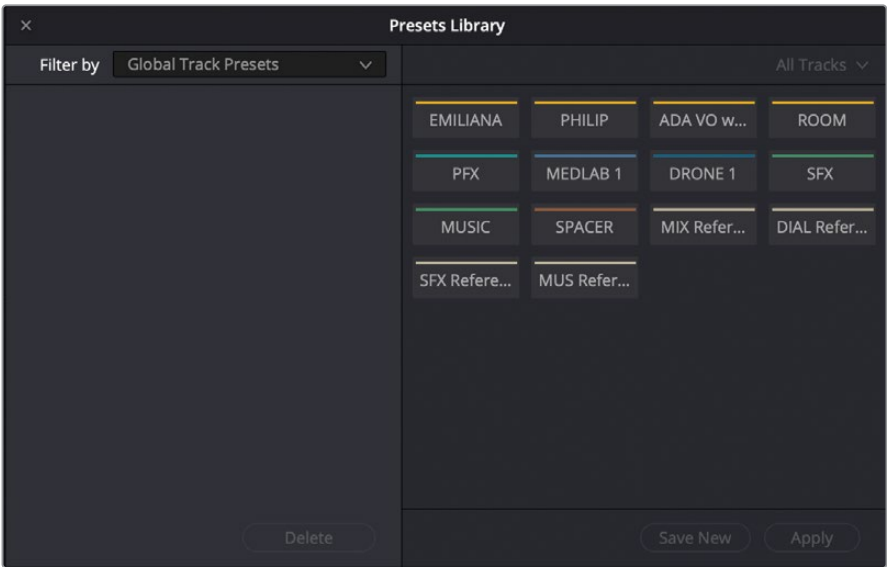 Presets Library
Filter by Global Track Presets
All Tracks
EMILIANA PHILIP ADA VO w... ROOM
PFX MEDLAB 1 DRONE 1 SFX
MUSIC SPACER MIX Refer... DIAL Refer...
SFX Refere... MUS Refer...
Delete
Save New Apply